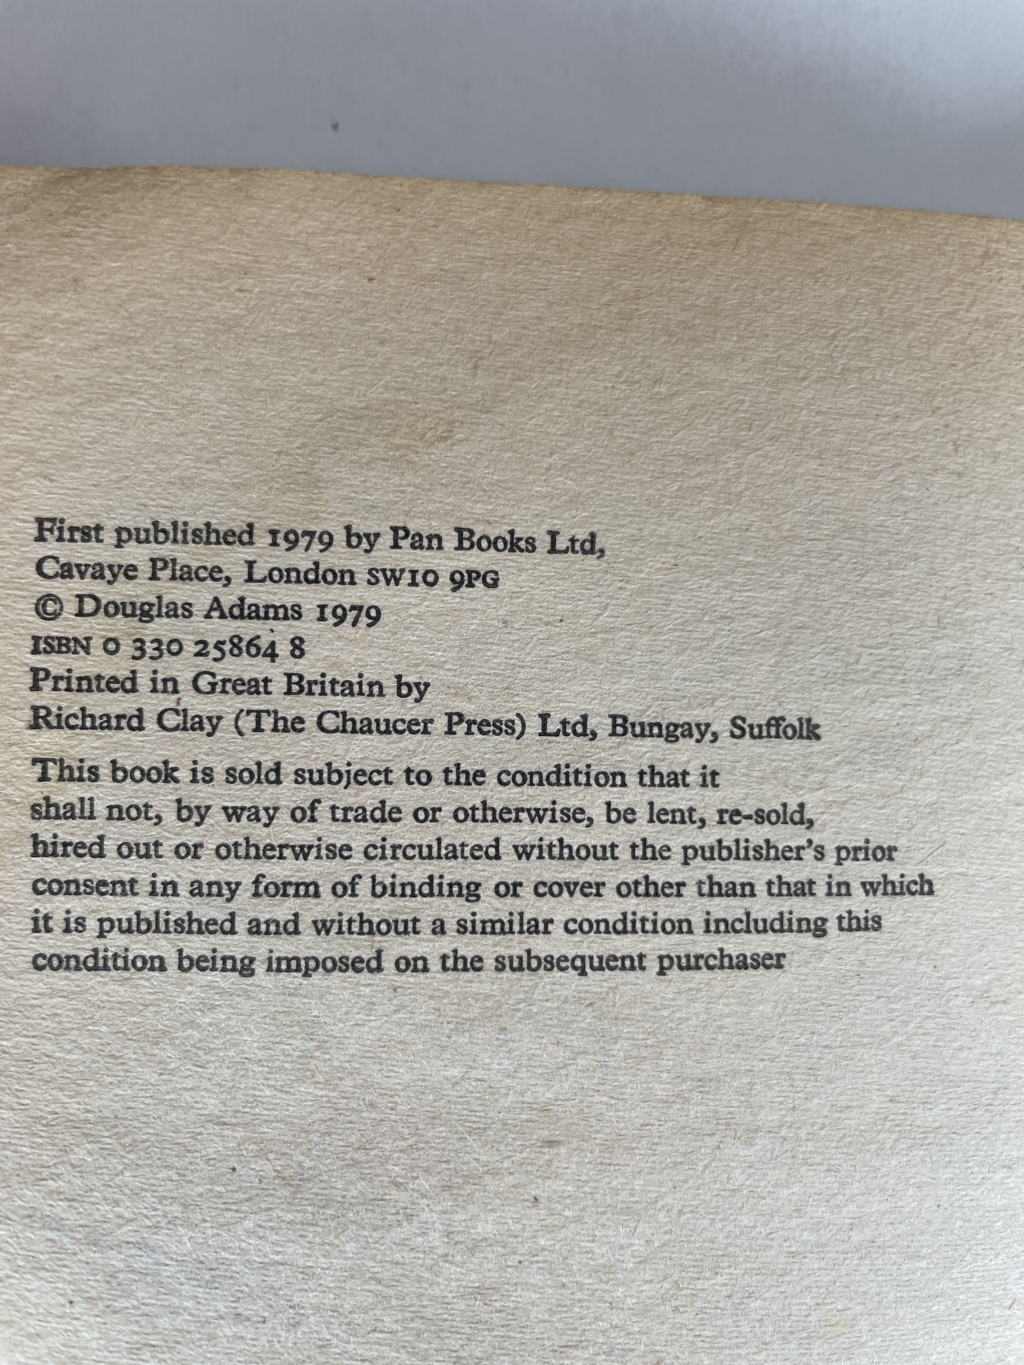 First published 1979 by Pan Books Ltd,
Cavaye Place, London SW10 9PG
© Douglas Adams 1979
ISBN 0 330 25864 8
Printed in Great Britain by
Richard Clay (The Chaucer Press) Ltd, Bungay, Suffolk
This book is sold subject to the condition that it
shall not, by way of trade or otherwise, be lent, re-sold,
hired out or otherwise circulated without the publisher's prior
consent in any form of binding or cover other than that in which
it is published and without a similar condition including this
condition being imposed on the subsequent purchaser